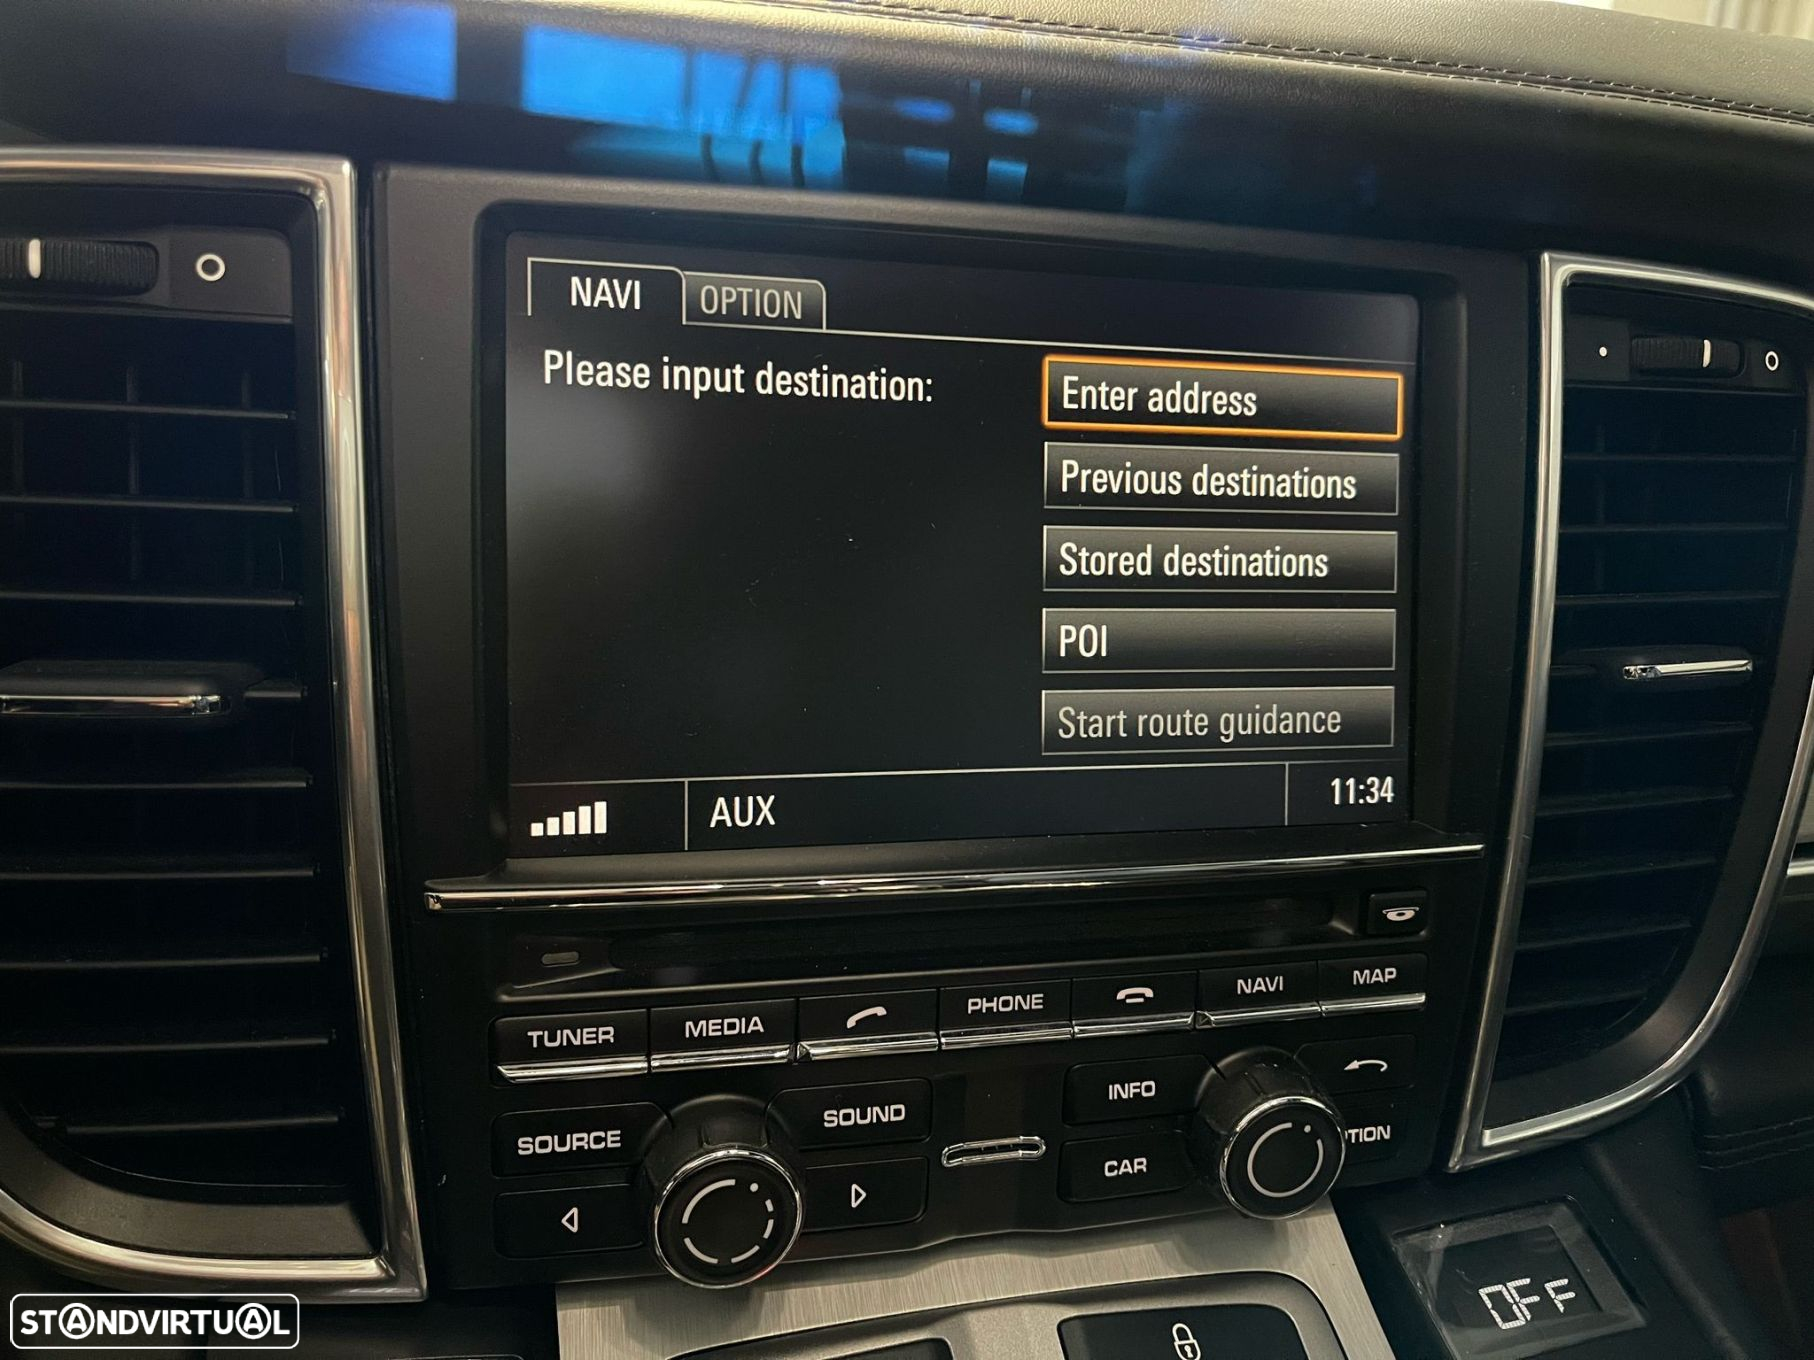 NAVI OPTION
Please input destination:
Enter address
Previous destinations
Stored destinations
POI
Start route guidance
AUX
11:34
TUNER MEDIA PHONE NAVI MAP
SOURCE SOUND INFO
CAR TION
OFF
STANDVIRTUAL